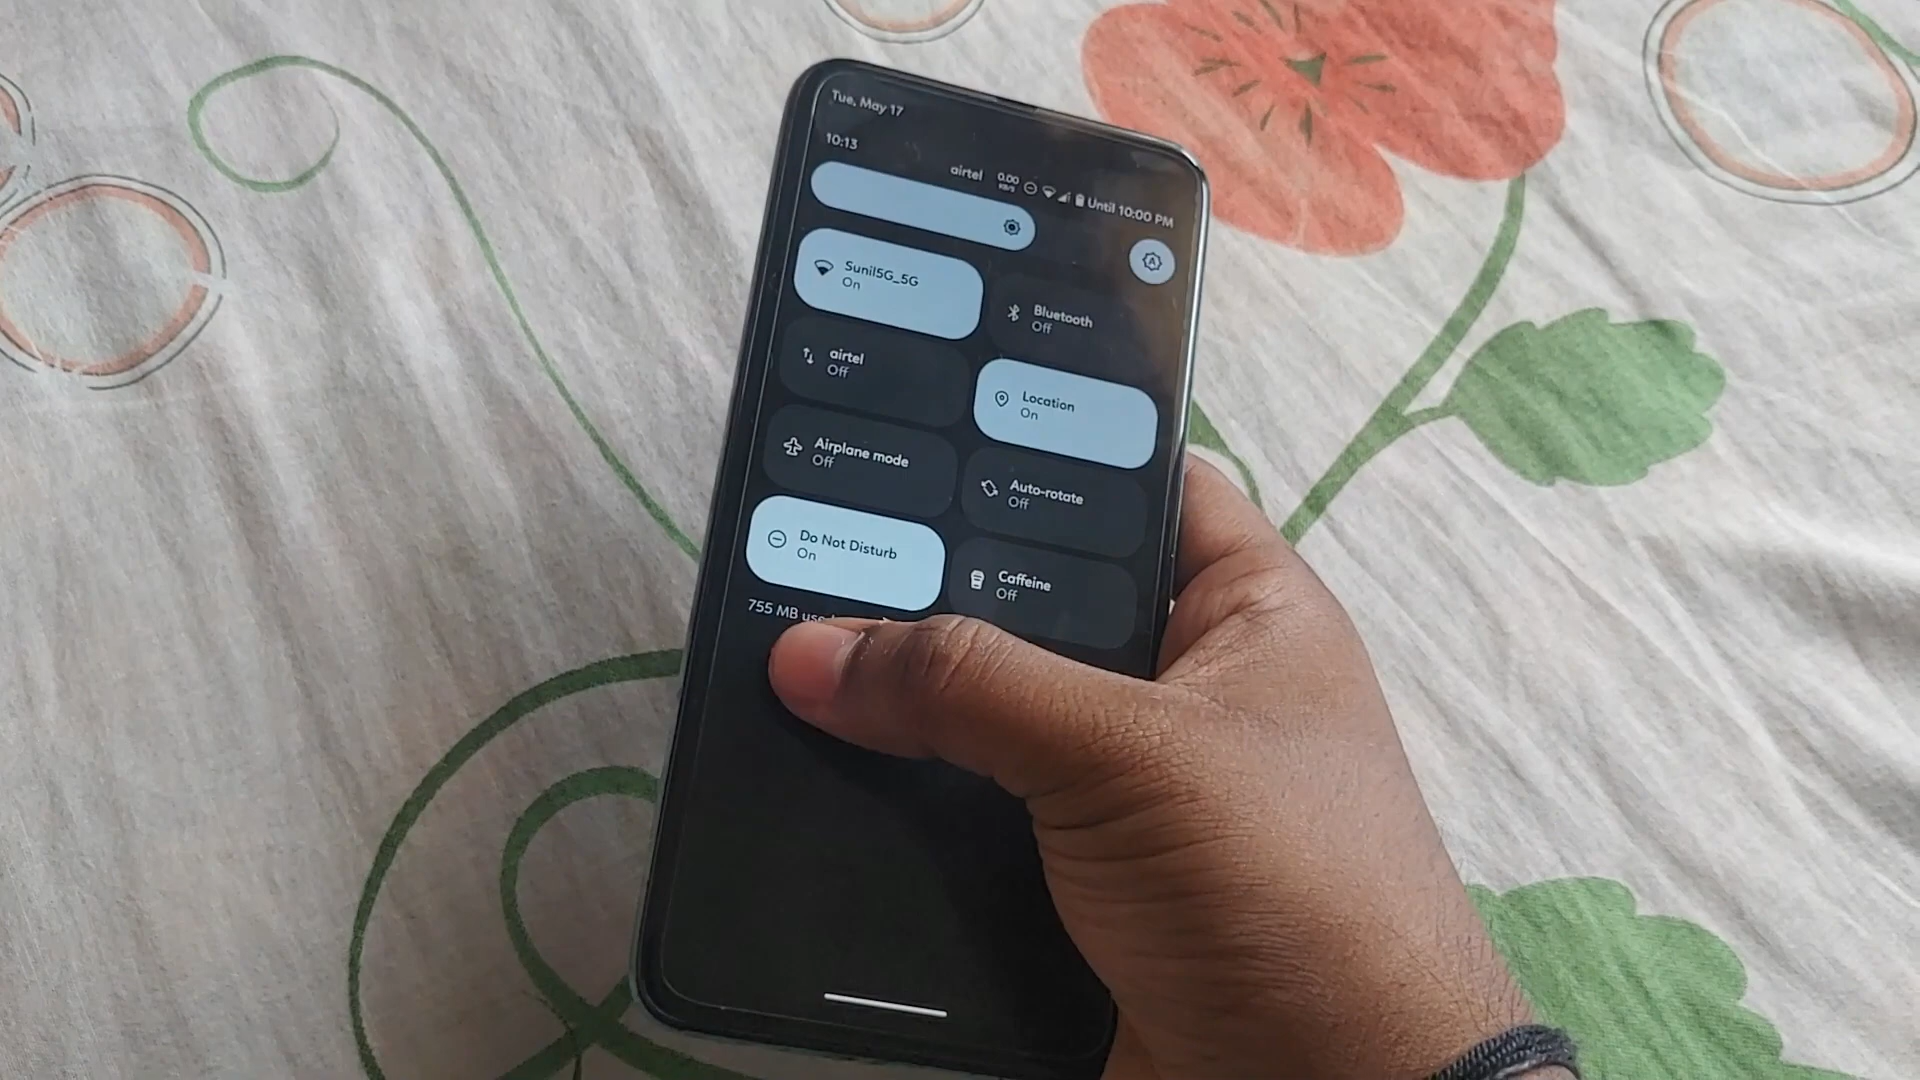 Tue, May 17
10:13
airtel 0.00 KB/S Until 10:00 PM
Sunil5G_5G
On
Bluetooth
Off
airtel
Off
Location
On
Airplane mode
Off
Auto-rotate
Off
Do Not Disturb
On
Caffeine
Off
755 MB